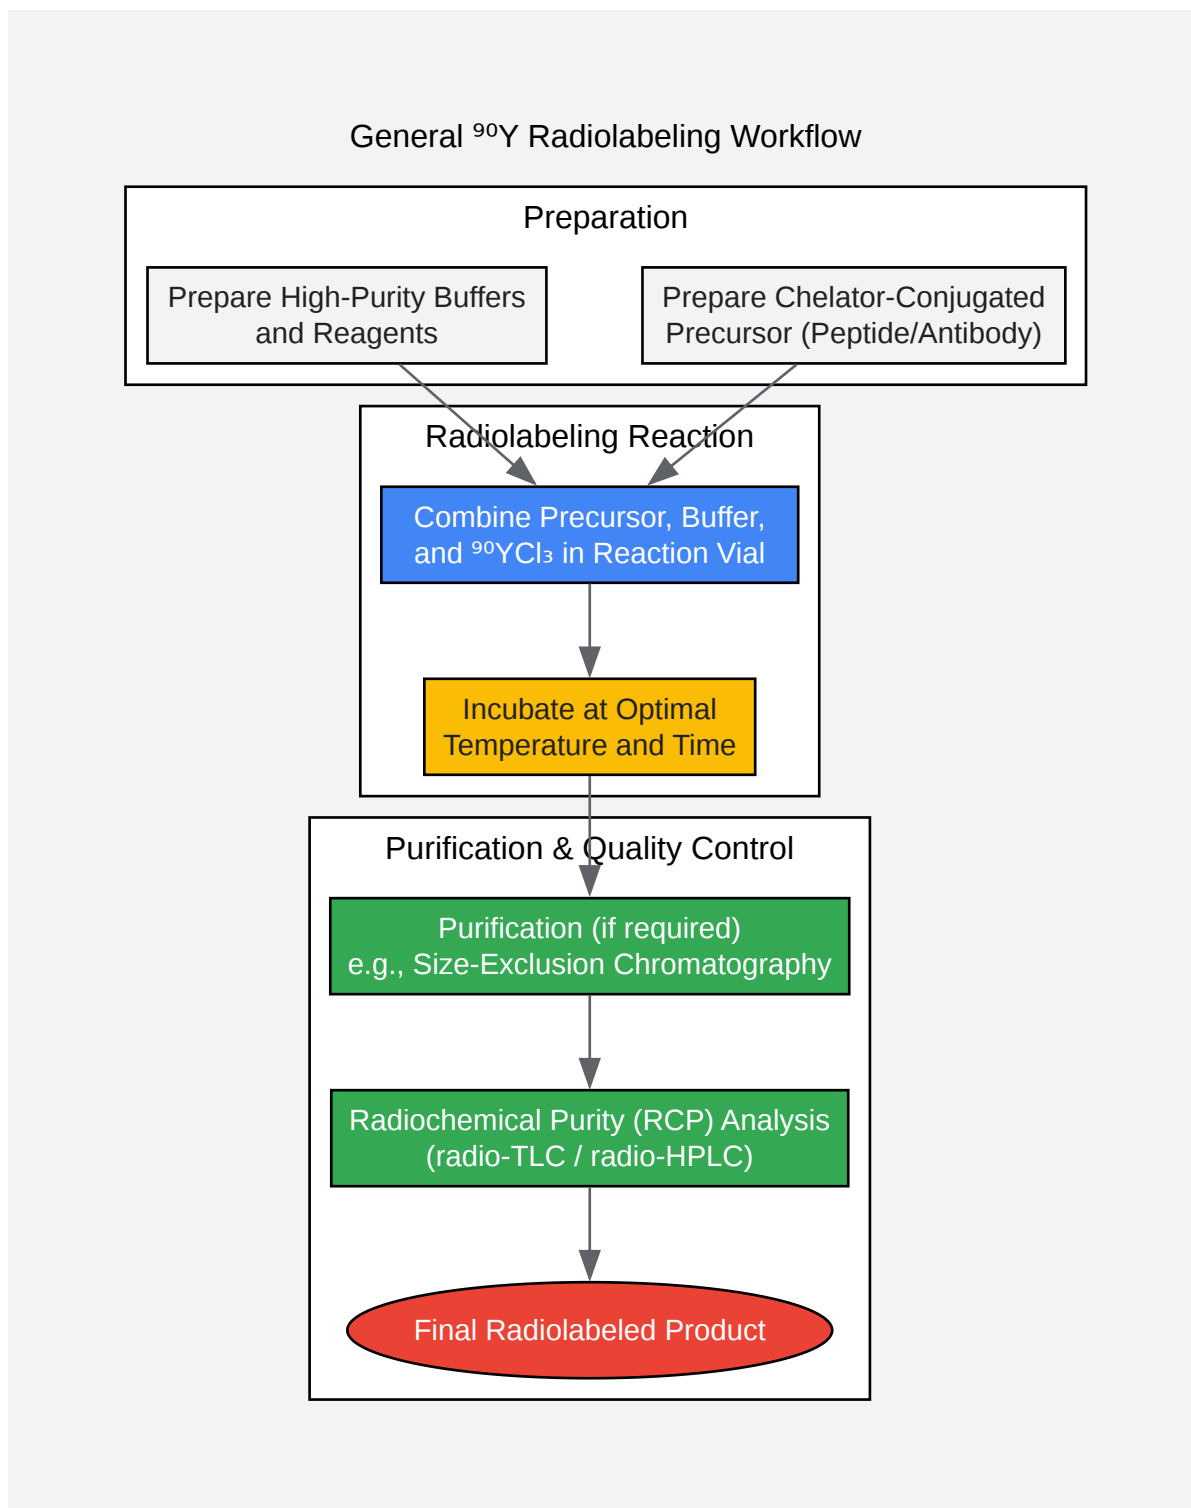 General ⁹⁰Y Radiolabeling Workflow
Preparation
Prepare High-Purity Buffers
and Reagents
Prepare Chelator-Conjugated
Precursor (Peptide/Antibody)
Radiolabeling Reaction
Combine Precursor, Buffer,
and ⁹⁰YCl₃ in Reaction Vial
Incubate at Optimal
Temperature and Time
Purification & Quality Control
Purification (if required)
e.g., Size-Exclusion Chromatography
Radiochemical Purity (RCP) Analysis
(radio-TLC / radio-HPLC)
Final Radiolabeled Product